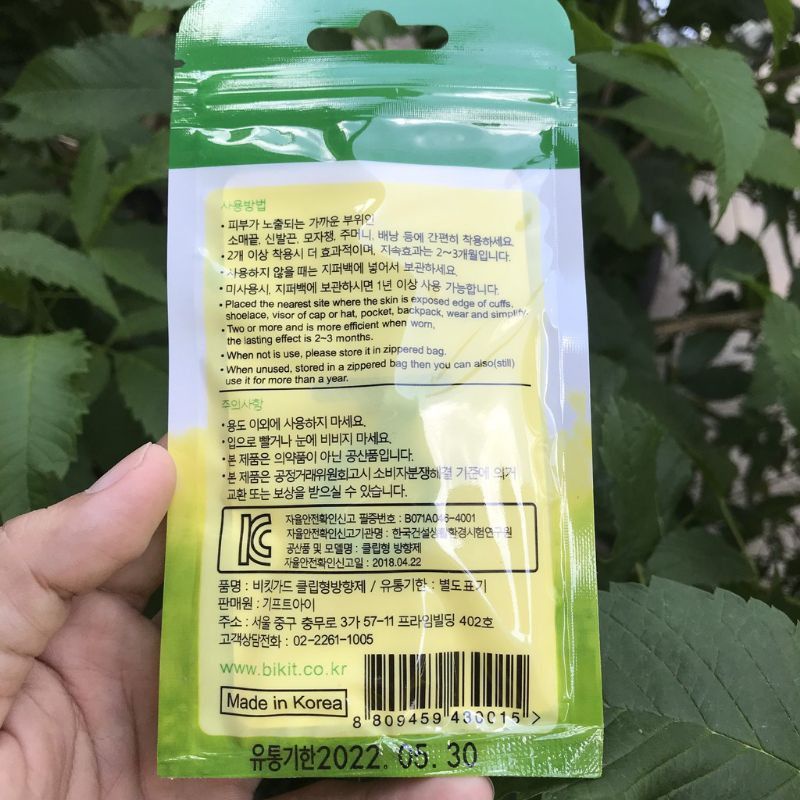 사용방법
• 피부가 노출되는 가까운 부위인
소매끝, 신발끈, 모자챙, 주머니, 배낭 등에 간편히 착용하세요.
• 2개 이상 착용시 더 효과적이며, 지속효과는 2~3개월입니다.
• 사용하지 않을 때는 지퍼백에 넣어서 보관하세요.
• 미사용시, 지퍼백에 보관하시면 1년 이상 사용 가능합니다.
• Placed the nearest site where the skin is exposed edge of cuffs,
shoelace, visor of cap or hat, pocket, backpack, wear and simplify.
• Two or more and is more efficient when worn,
the lasting effect is 2~3 months.
• When not is use, please store it in zippered bag.
• When unused, stored in a zippered bag then you can also(still)
use it for more than a year.
주의사항
• 용도 이외에 사용하지 마세요.
• 입으로 빨거나 눈에 비비지 마세요.
• 본 제품은 의약품이 아닌 공산품입니다.
• 본 제품은 공정거래위원회고시 소비자분쟁해결 기준에 의거
교환 또는 보상을 받으실 수 있습니다.
자율안전확인신고 필증번호 : B071A046-4001
자율안전확인신고기관명 : 한국건설생활환경시험연구원
공산품 및 모델명 : 클립형 방향제
자율안전확인신고일 : 2018.04.22
품명 : 비킷가드 클립형방향제 / 유통기한 : 별도표기
판매원 : 기프트아이
주소 : 서울 중구 충무로 3가 57-11 프라임빌딩 402호
고객상담전화 : 02-2261-1005
www.bikit.co.kr
Made in Korea
8 809459 480015 >
유통기한2022. 05. 30